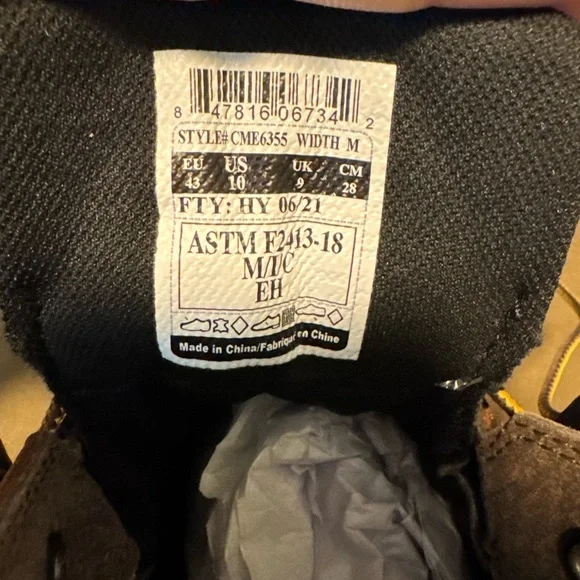 8 47816 06734 2
STYLE# CME6355 WIDTH M
EU US UK CM
43 10 9 28
FTY: HY 06/21
ASTM F2413-18
M/I/C
EH
Made in China/Fabriqué en Chine